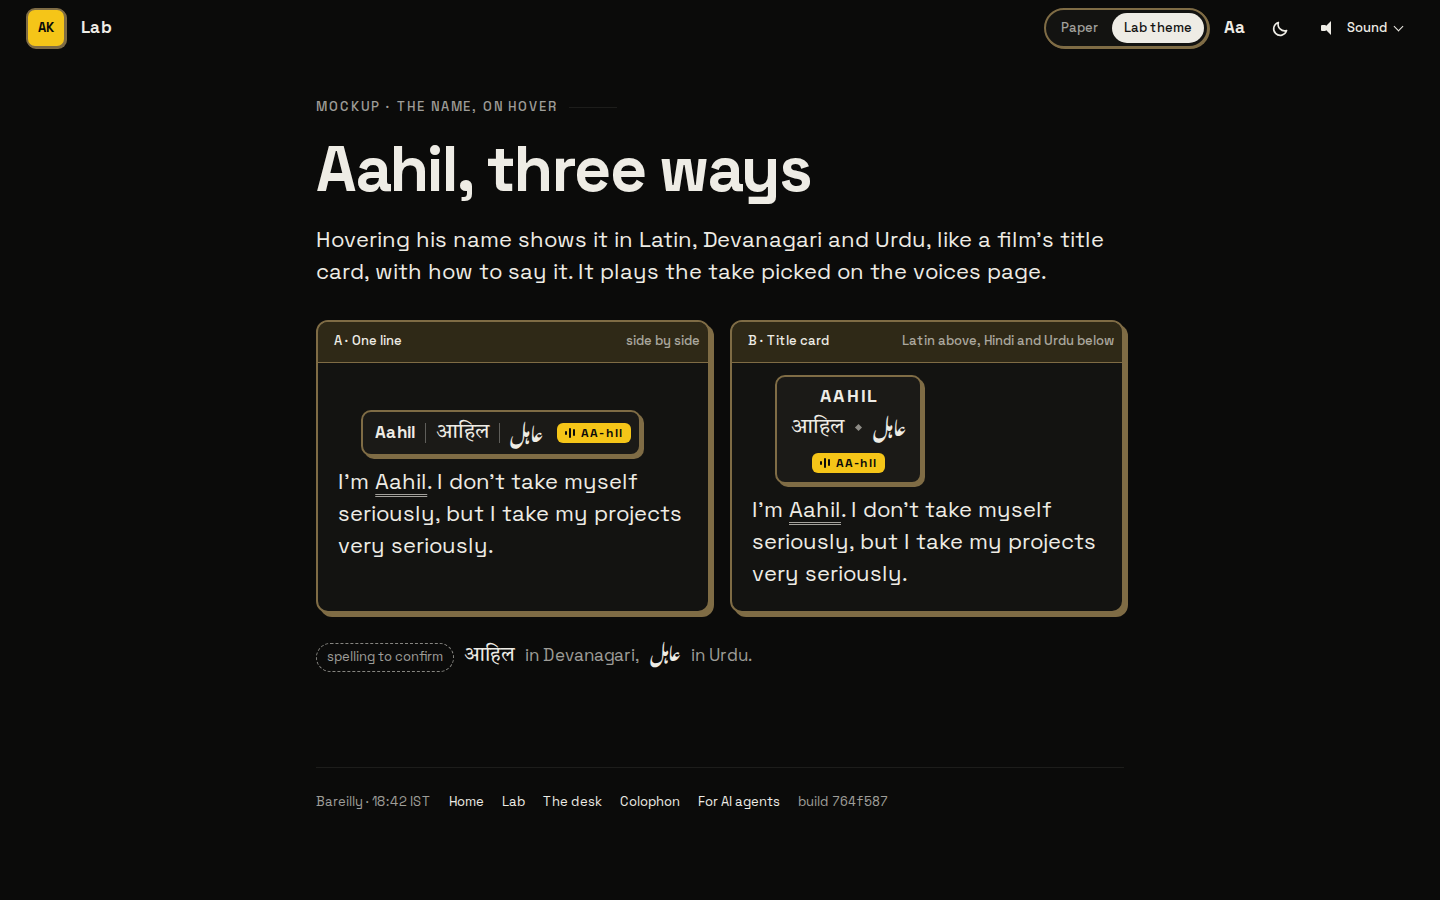 AK Lab Paper Lab theme Aa Sound
MOCKUP · THE NAME, ON HOVER
Aahil, three ways
Hovering his name shows it in Latin, Devanagari and Urdu, like a film’s title
card, with how to say it. It plays the take picked on the voices page.
A · One line side by side
Aahil आहिल عاہل AA-hil
I’m Aahil. I don’t take myself
seriously, but I take my projects
very seriously.
B · Title card Latin above, Hindi and Urdu below
AAHIL
आहिल ◆ عاہل
AA-hil
I’m Aahil. I don’t take myself
seriously, but I take my projects
very seriously.
spelling to confirm आहिल in Devanagari, عاہل in Urdu.
Bareilly · 18:42 IST Home Lab The desk Colophon For AI agents build 764f587